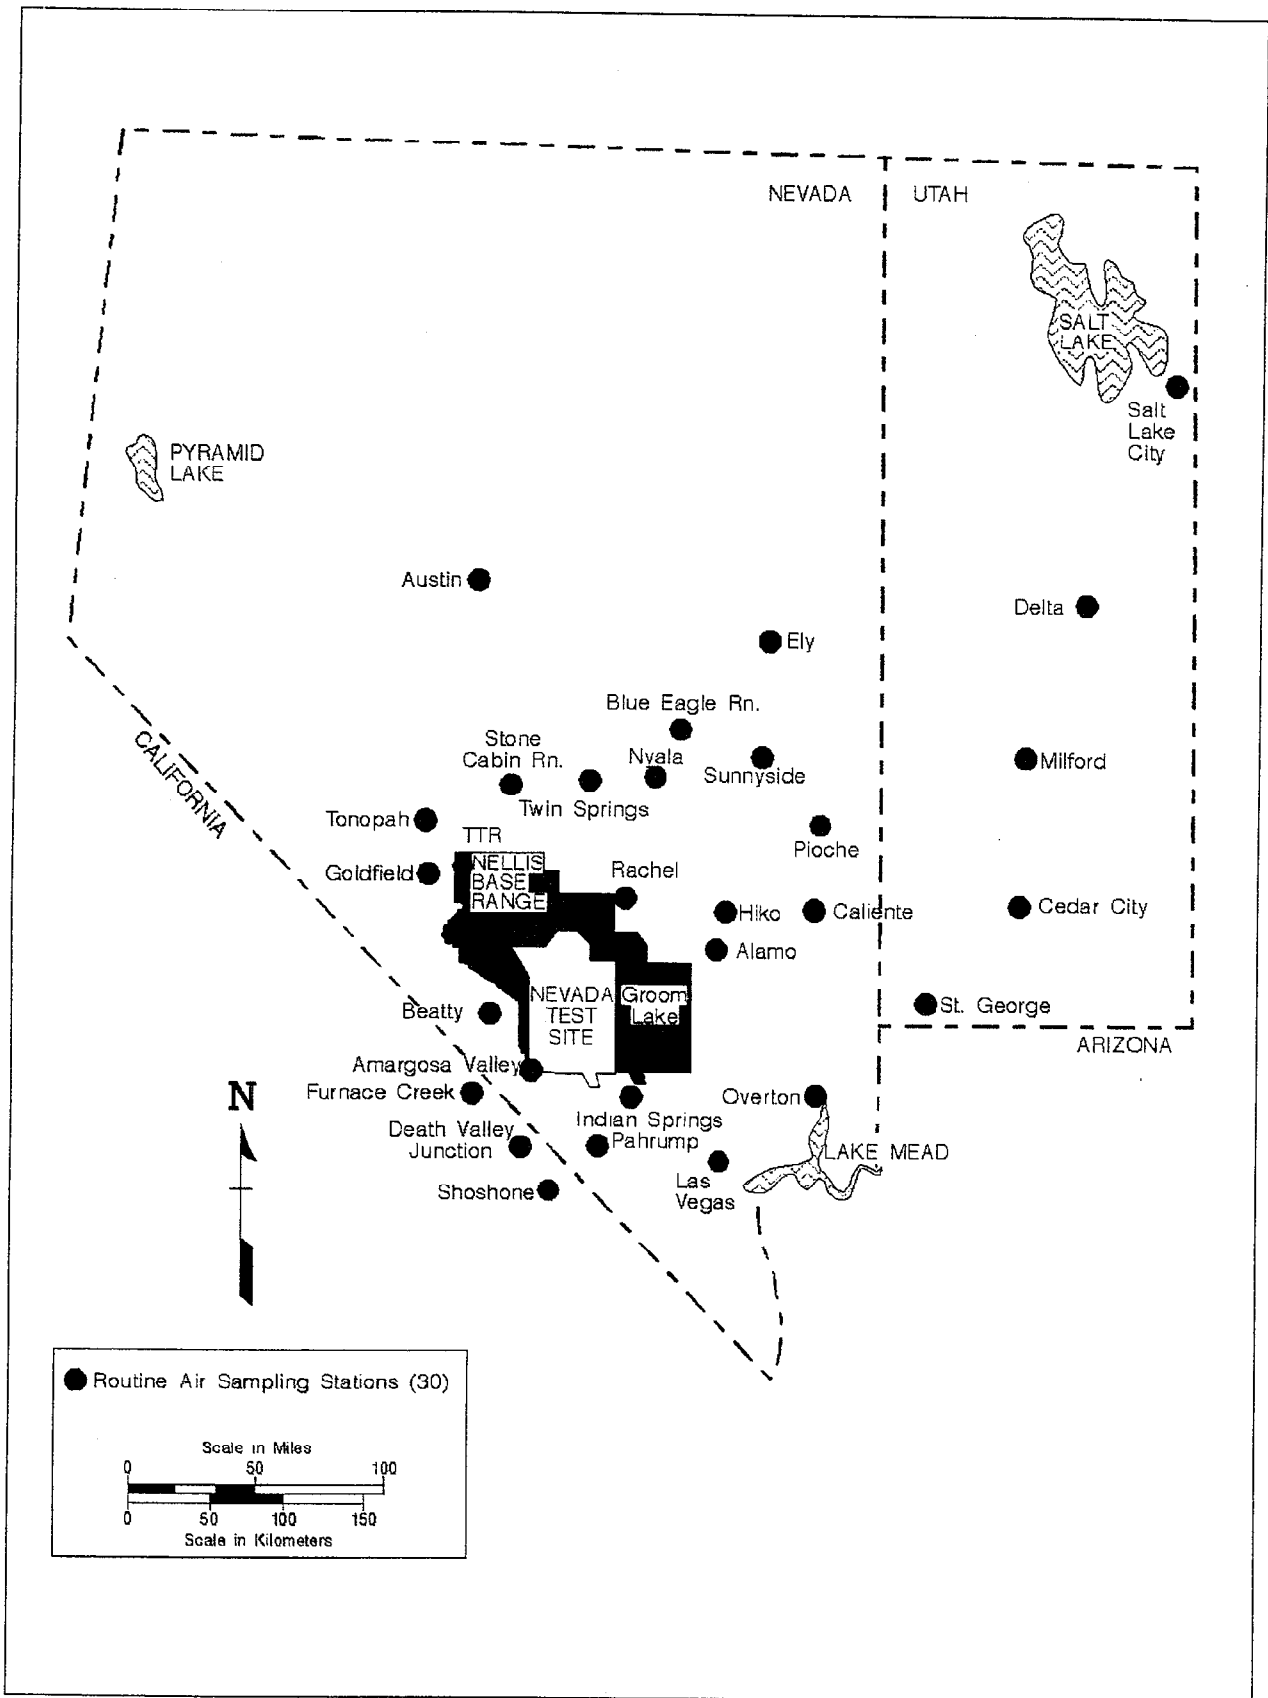 NEVADA
UTAH
SALT
LAKE
Salt
Lake
City
PYRAMID
LAKE
Austin
Delta
Ely
Blue Eagle Rn.
Stone
Cabin Rn.
Nyala
Sunnyside
Milford
CALIFORNIA
Twin Springs
Tonopah
TTR
Pioche
NELLIS
BASE
RANGE
Goldfield
Rachel
Hiko
Caliente
Cedar City
Alamo
NEVADA
TEST
SITE
Groom
Lake
Beatty
St. George
ARIZONA
Amargosa Valley
Furnace Creek
N
Overton
Indian Springs
Death Valley
Junction
Pahrump
LAKE MEAD
Las
Vegas
Shoshone
Routine Air Sampling Stations (30)
Scale in Miles
0 50 100
0 50 100 150
Scale in Kilometers